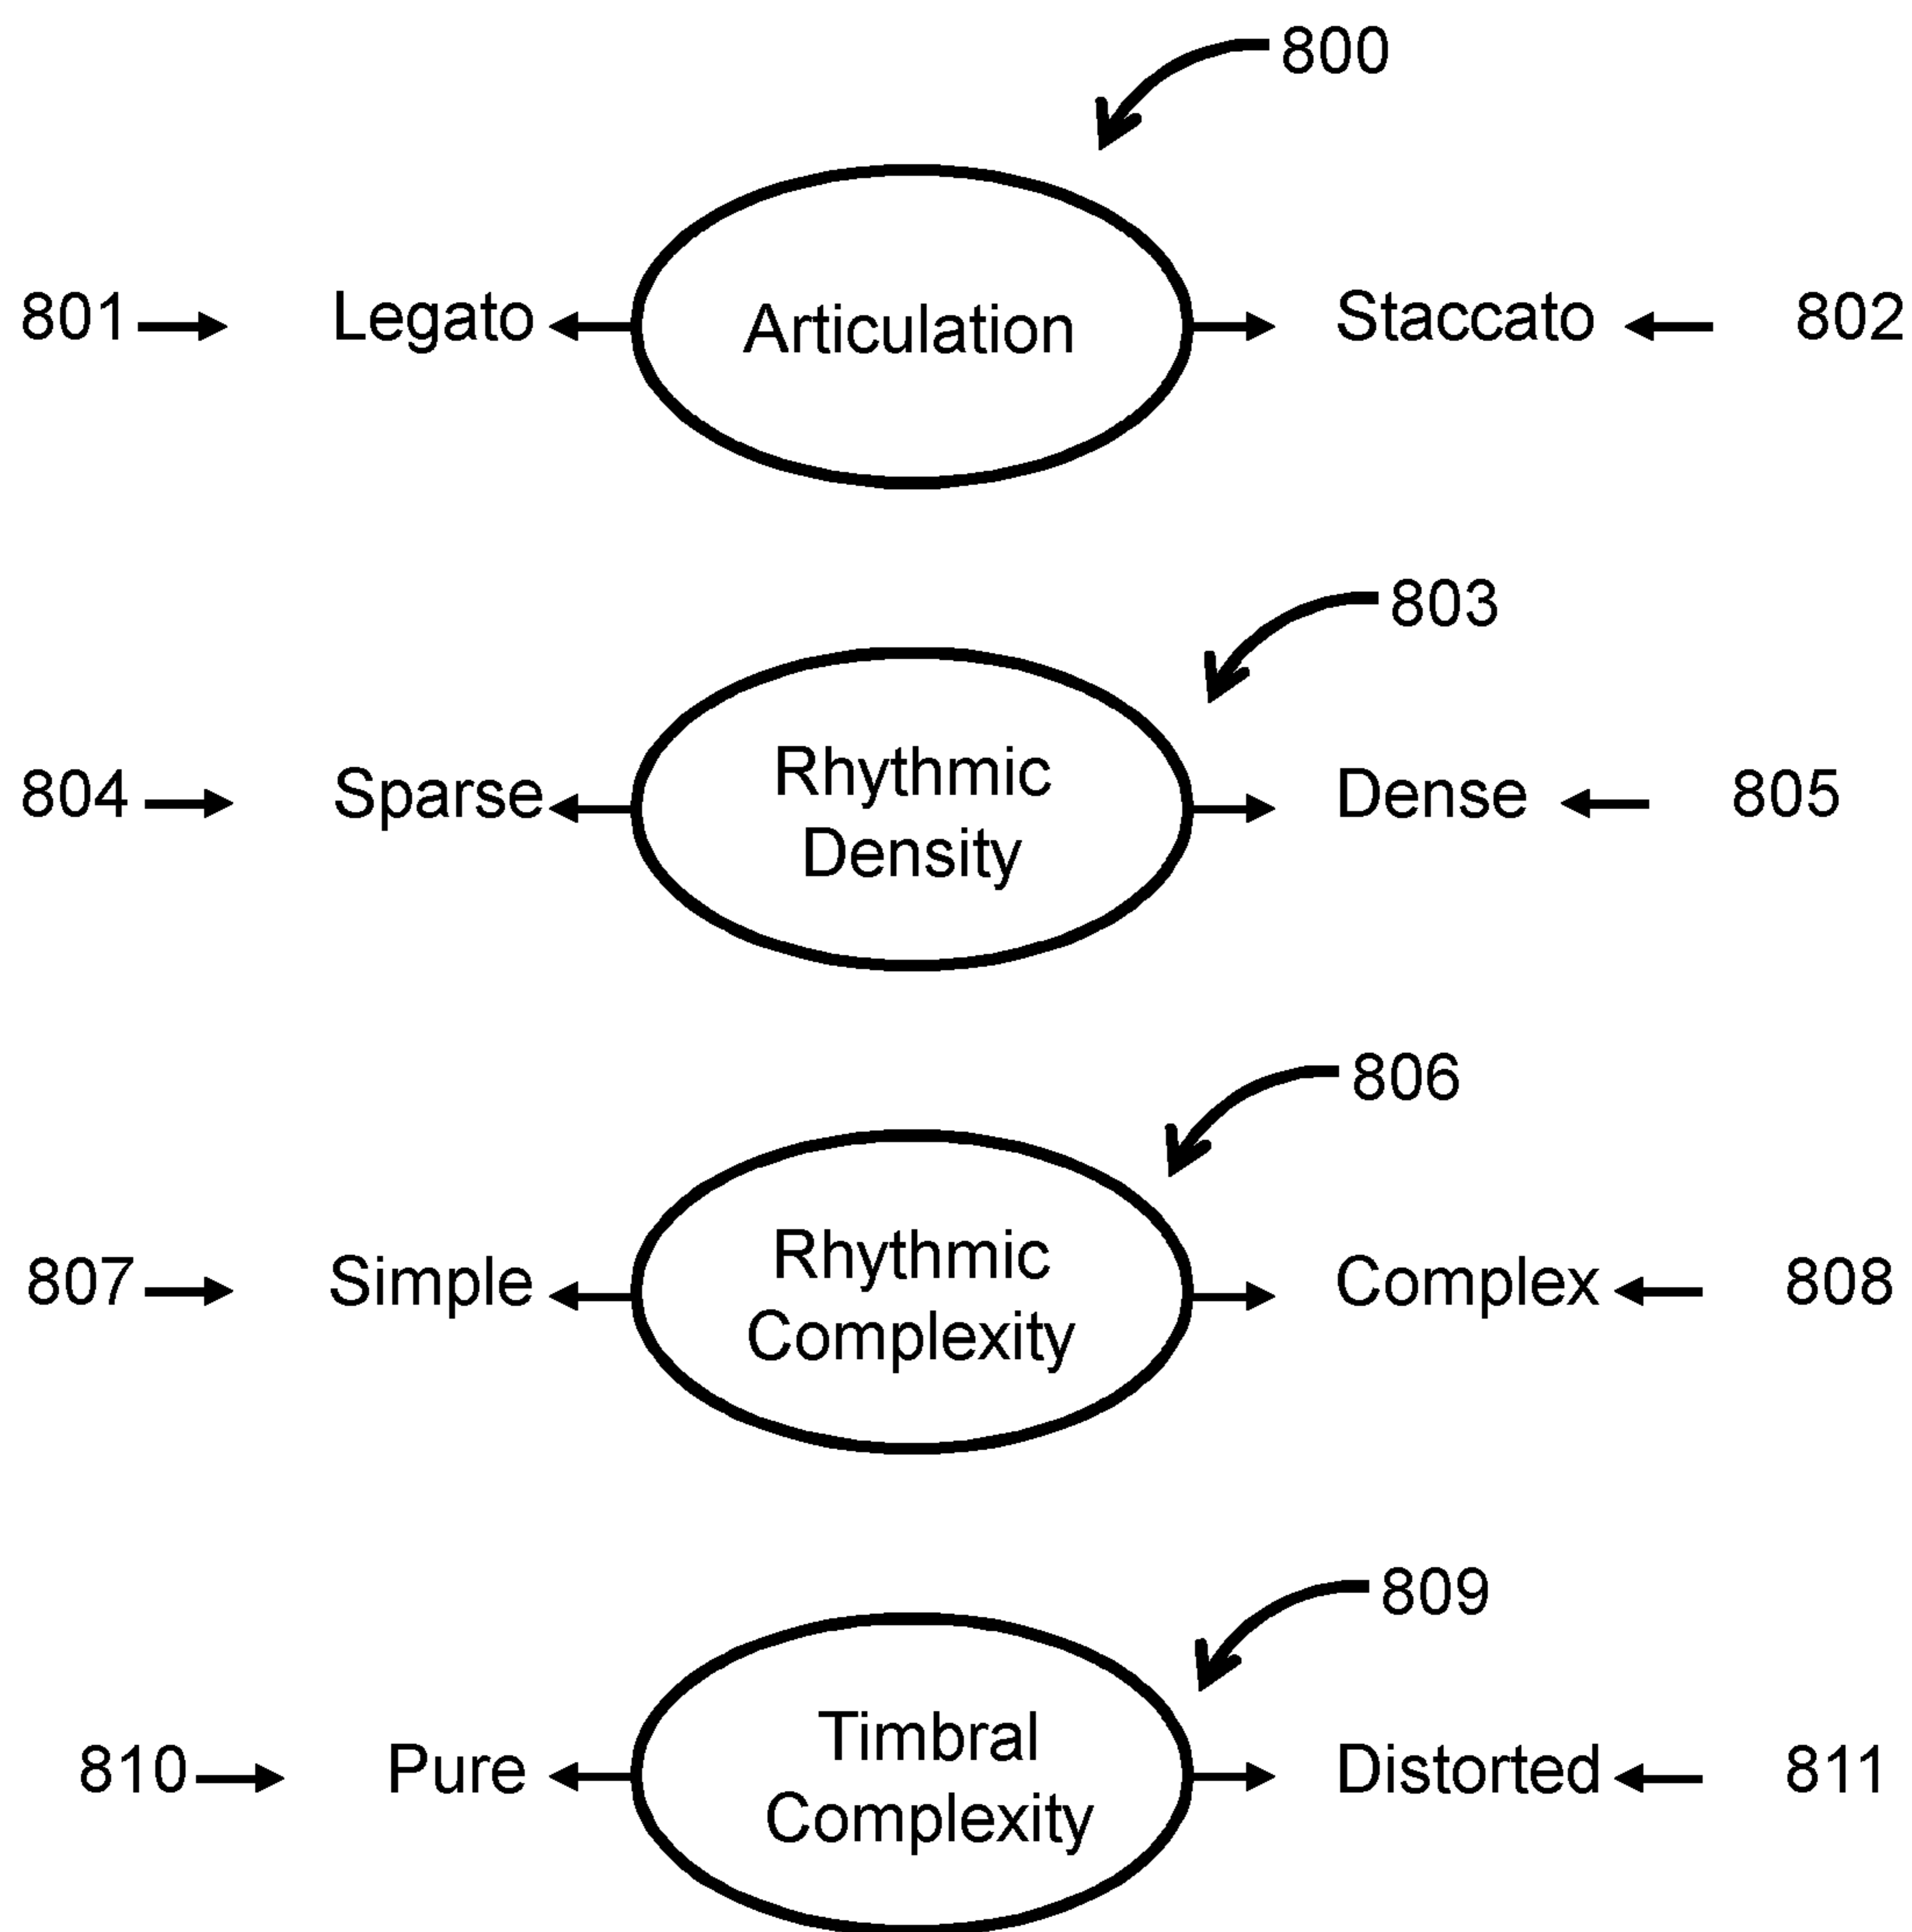 800
801 Legato Articulation Staccato 802
803
804 Sparse Rhythmic Density Dense 805
806
807 Simple Rhythmic Complexity Complex 808
809
810 Pure Timbral Complexity Distorted 811